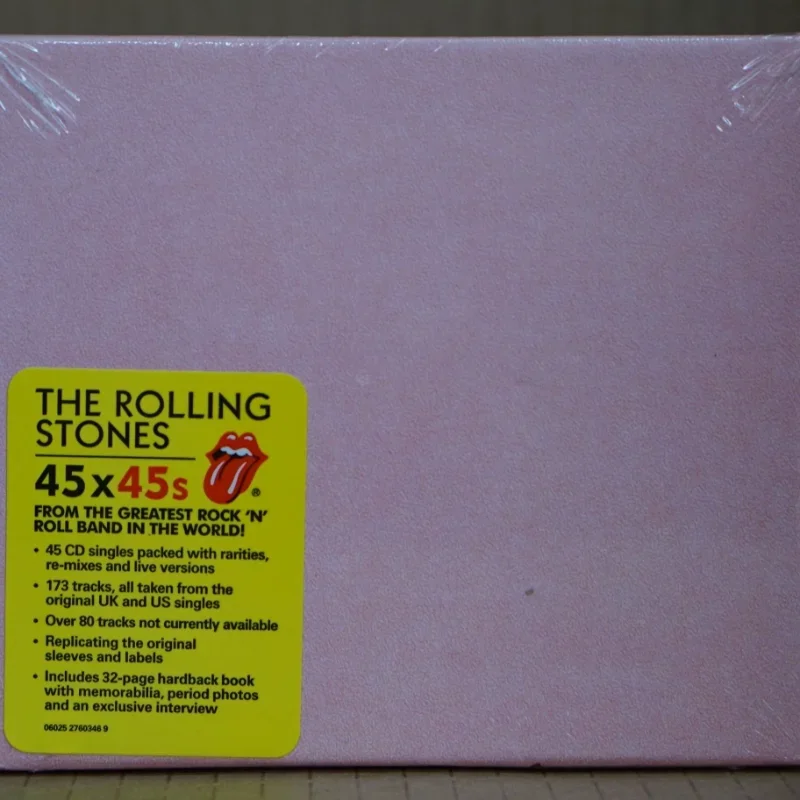 THE ROLLING
STONES
45x45s
®
FROM THE GREATEST ROCK 'N'
ROLL BAND IN THE WORLD!
• 45 CD singles packed with rarities,
re-mixes and live versions
• 173 tracks, all taken from the
original UK and US singles
• Over 80 tracks not currently available
• Replicating the original
sleeves and labels
• Includes 32-page hardback book
with memorabilia, period photos
and an exclusive interview
06025 2760346 9